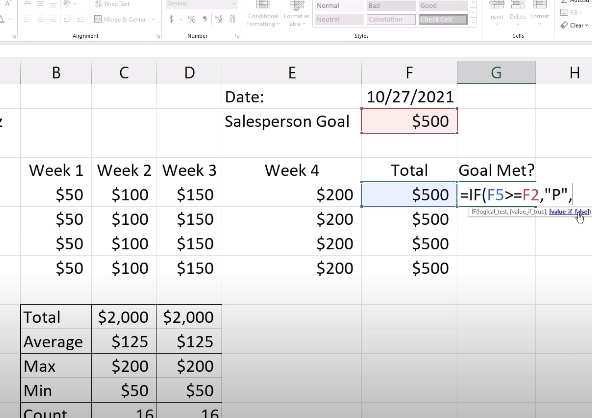 Wrap Text
General
Merge & Center
$ % 9
Conditional Formatting
Format as Table
Normal Bad Good
Neutral Calculation Check Cell
Insert Delete Format
Fill
Clear
Alignment Number Styles Cells
B C D E F G H
Date: 10/27/2021
Salesperson Goal $500
Week 1 Week 2 Week 3 Week 4 Total Goal Met?
$50 $100 $150 $200 $500 =IF(F5>=F2,"P",
IF(logical_test, [value_if_true], [value_if_false])
$50 $100 $150 $200 $500
$50 $100 $150 $200 $500
$50 $100 $150 $200 $500
Total $2,000 $2,000
Average $125 $125
Max $200 $200
Min $50 $50
Count 16 16